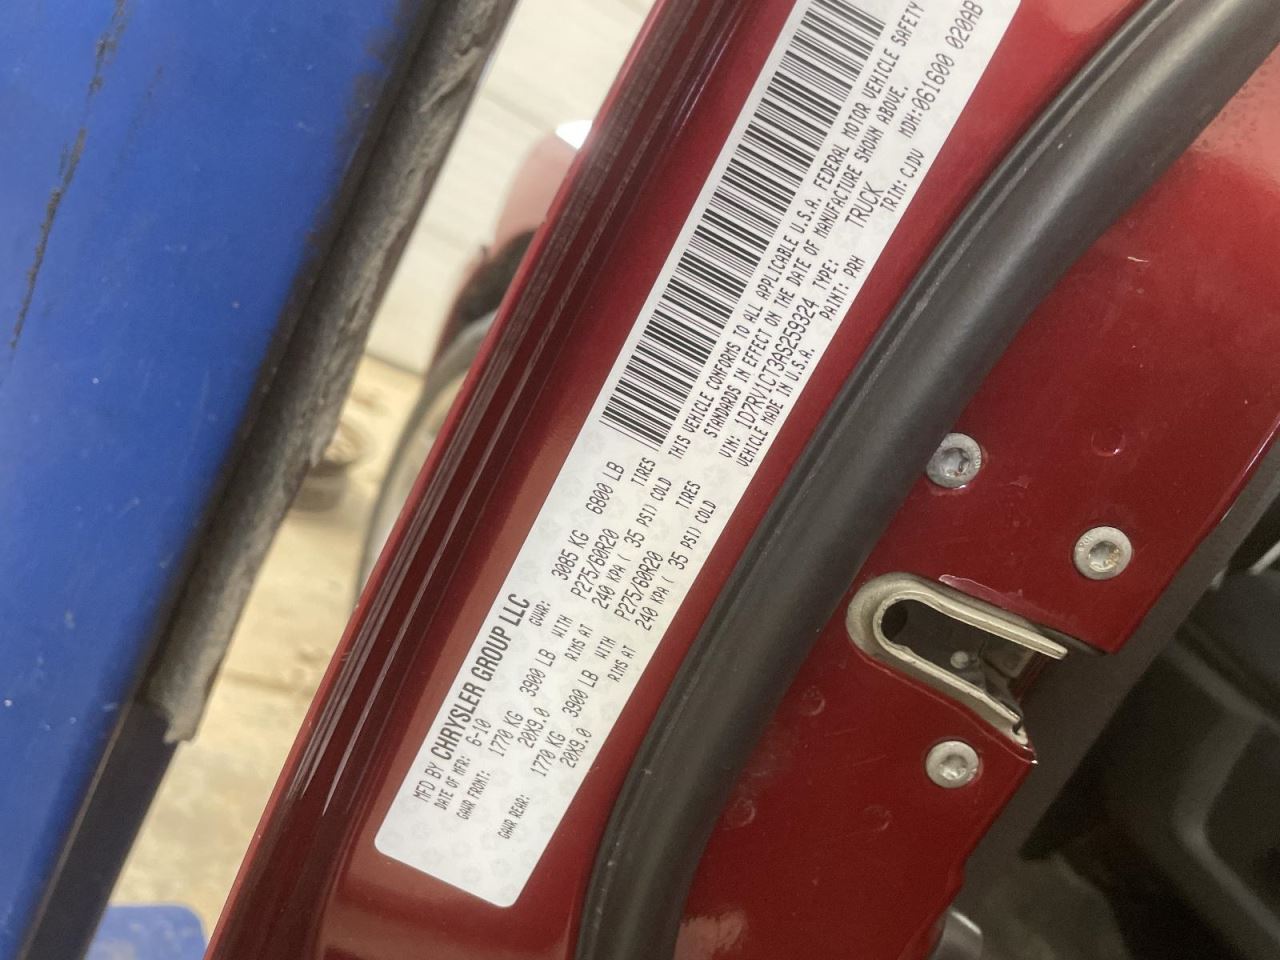 MFD BY CHRYSLER GROUP LLC
DATE OF MFR: 6-10 GVWR: 3085 KG 6800 LB
GAWR FRONT: 1770 KG 3900 LB WITH P275/60R20 TIRES
20X9.0 RIMS AT 240 KPA ( 35 PSI) COLD
GAWR REAR: 1770 KG 3900 LB WITH P275/60R20 TIRES
20X9.0 RIMS AT 240 KPA ( 35 PSI) COLD
THIS VEHICLE CONFORMS TO ALL APPLICABLE U.S.A. FEDERAL MOTOR VEHICLE SAFETY
STANDARDS IN EFFECT ON THE DATE OF MANUFACTURE SHOWN ABOVE.
VIN: 1D7RV1CT3AS259324 TYPE: TRUCK MDH:061600 020AB
VEHICLE MADE IN U.S.A. PAINT: PRH TRIM: CJDV